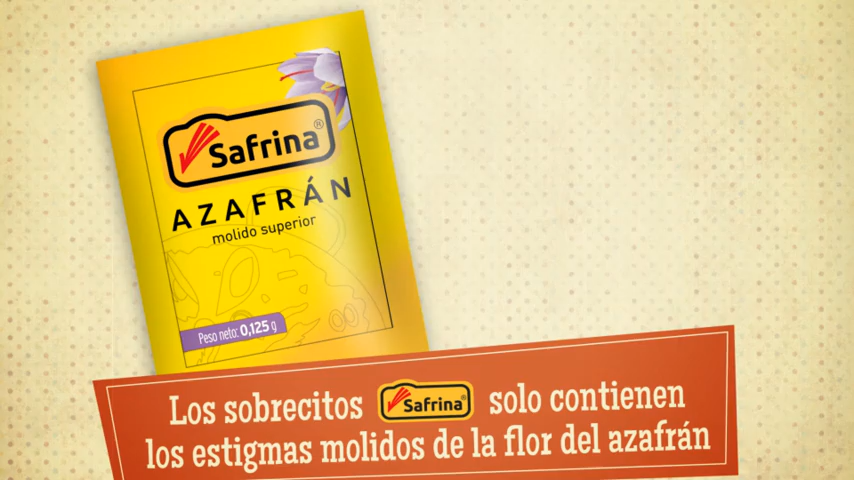 Safrina®
AZAFRÁN
molido superior
Peso neto: 0,125 g
Los sobrecitos Safrina® solo contienen
los estigmas molidos de la flor del azafrán